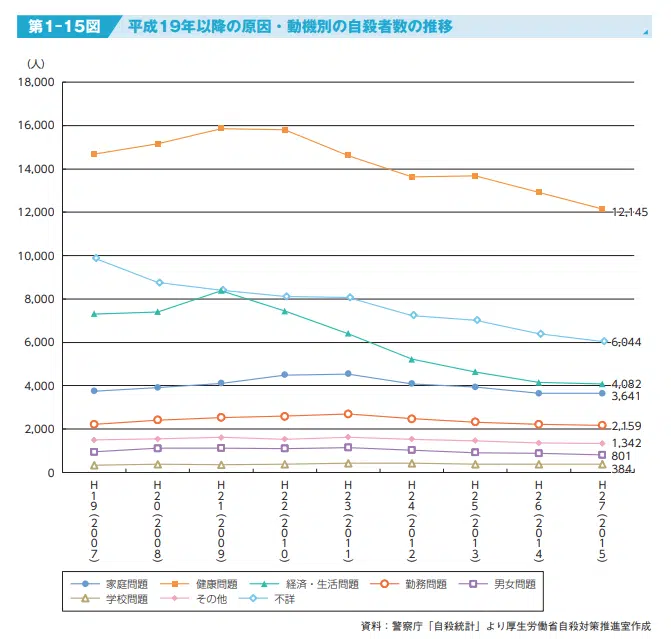 第1-15図 平成19年以降の原因・動機別の自殺者数の推移
(人)
18,000
16,000
14,000
12,000
10,000
8,000
6,000
4,000
2,000
0
12,145
6,044
4,082
3,641
2,159
1,342
801
384
H19(2007)
H20(2008)
H21(2009)
H22(2010)
H23(2011)
H24(2012)
H25(2013)
H26(2014)
H27(2015)
家庭問題 健康問題 経済・生活問題 勤務問題 男女問題
学校問題 その他 不詳
資料：警察庁「自殺統計」より厚生労働省自殺対策推進室作成